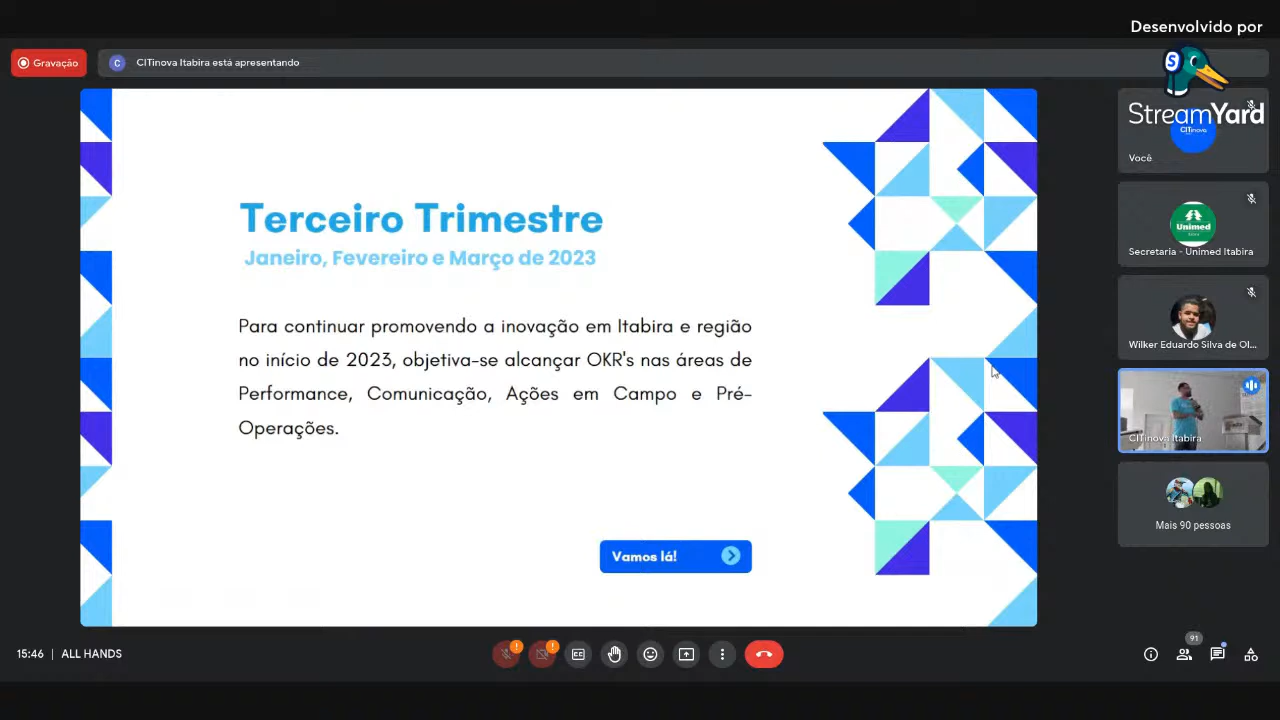 Desenvolvido por
StreamYard
Gravação
C
CITinova Itabira está apresentando
Terceiro Trimestre
Janeiro, Fevereiro e Março de 2023
Para continuar promovendo a inovação em Itabira e região
no início de 2023, objetiva-se alcançar OKR's nas áreas de
Performance, Comunicação, Ações em Campo e Pré-
Operações.
Vamos lá!
S
CITinova
Você
Unimed
Secretaria - Unimed Itabira
Wilker Eduardo Silva de Ol...
CITinova Itabira
Mais 90 pessoas
15:46 | ALL HANDS
CC
91